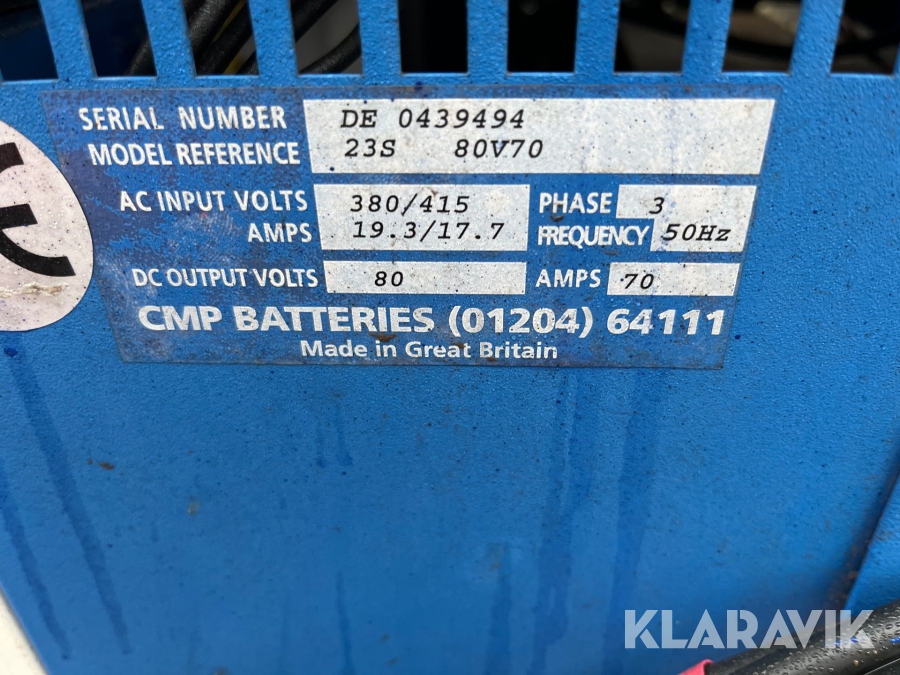 SERIAL NUMBER DE 0439494
MODEL REFERENCE 23S 80V70
AC INPUT VOLTS 380/415 PHASE 3
AMPS 19.3/17.7 FREQUENCY 50Hz
DC OUTPUT VOLTS 80 AMPS 70
CMP BATTERIES (01204) 64111
Made in Great Britain
KLARAVIK